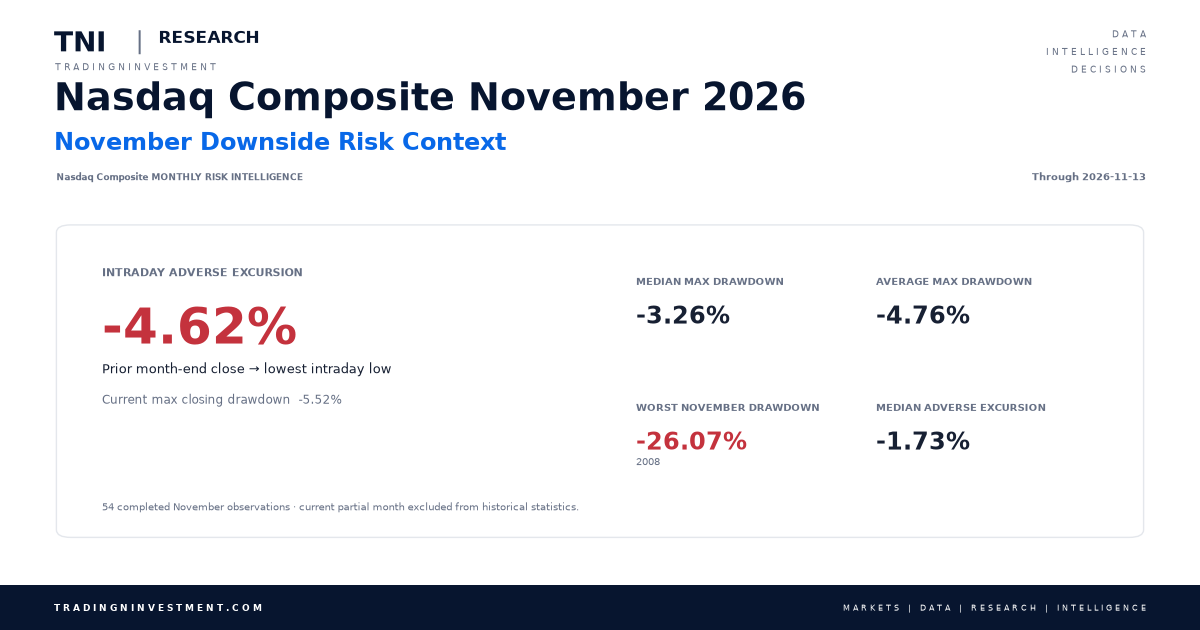 TNI | RESEARCH
TRADINGNINVESTMENT
DATA
INTELLIGENCE
DECISIONS
Nasdaq Composite November 2026
November Downside Risk Context
Nasdaq Composite MONTHLY RISK INTELLIGENCE
Through 2026-11-13
INTRADAY ADVERSE EXCURSION
-4.62%
Prior month-end close → lowest intraday low
Current max closing drawdown -5.52%
MEDIAN MAX DRAWDOWN
-3.26%
AVERAGE MAX DRAWDOWN
-4.76%
WORST NOVEMBER DRAWDOWN
-26.07%
2008
MEDIAN ADVERSE EXCURSION
-1.73%
54 completed November observations · current partial month excluded from historical statistics.
TRADINGNINVESTMENT.COM
MARKETS | DATA | RESEARCH | INTELLIGENCE